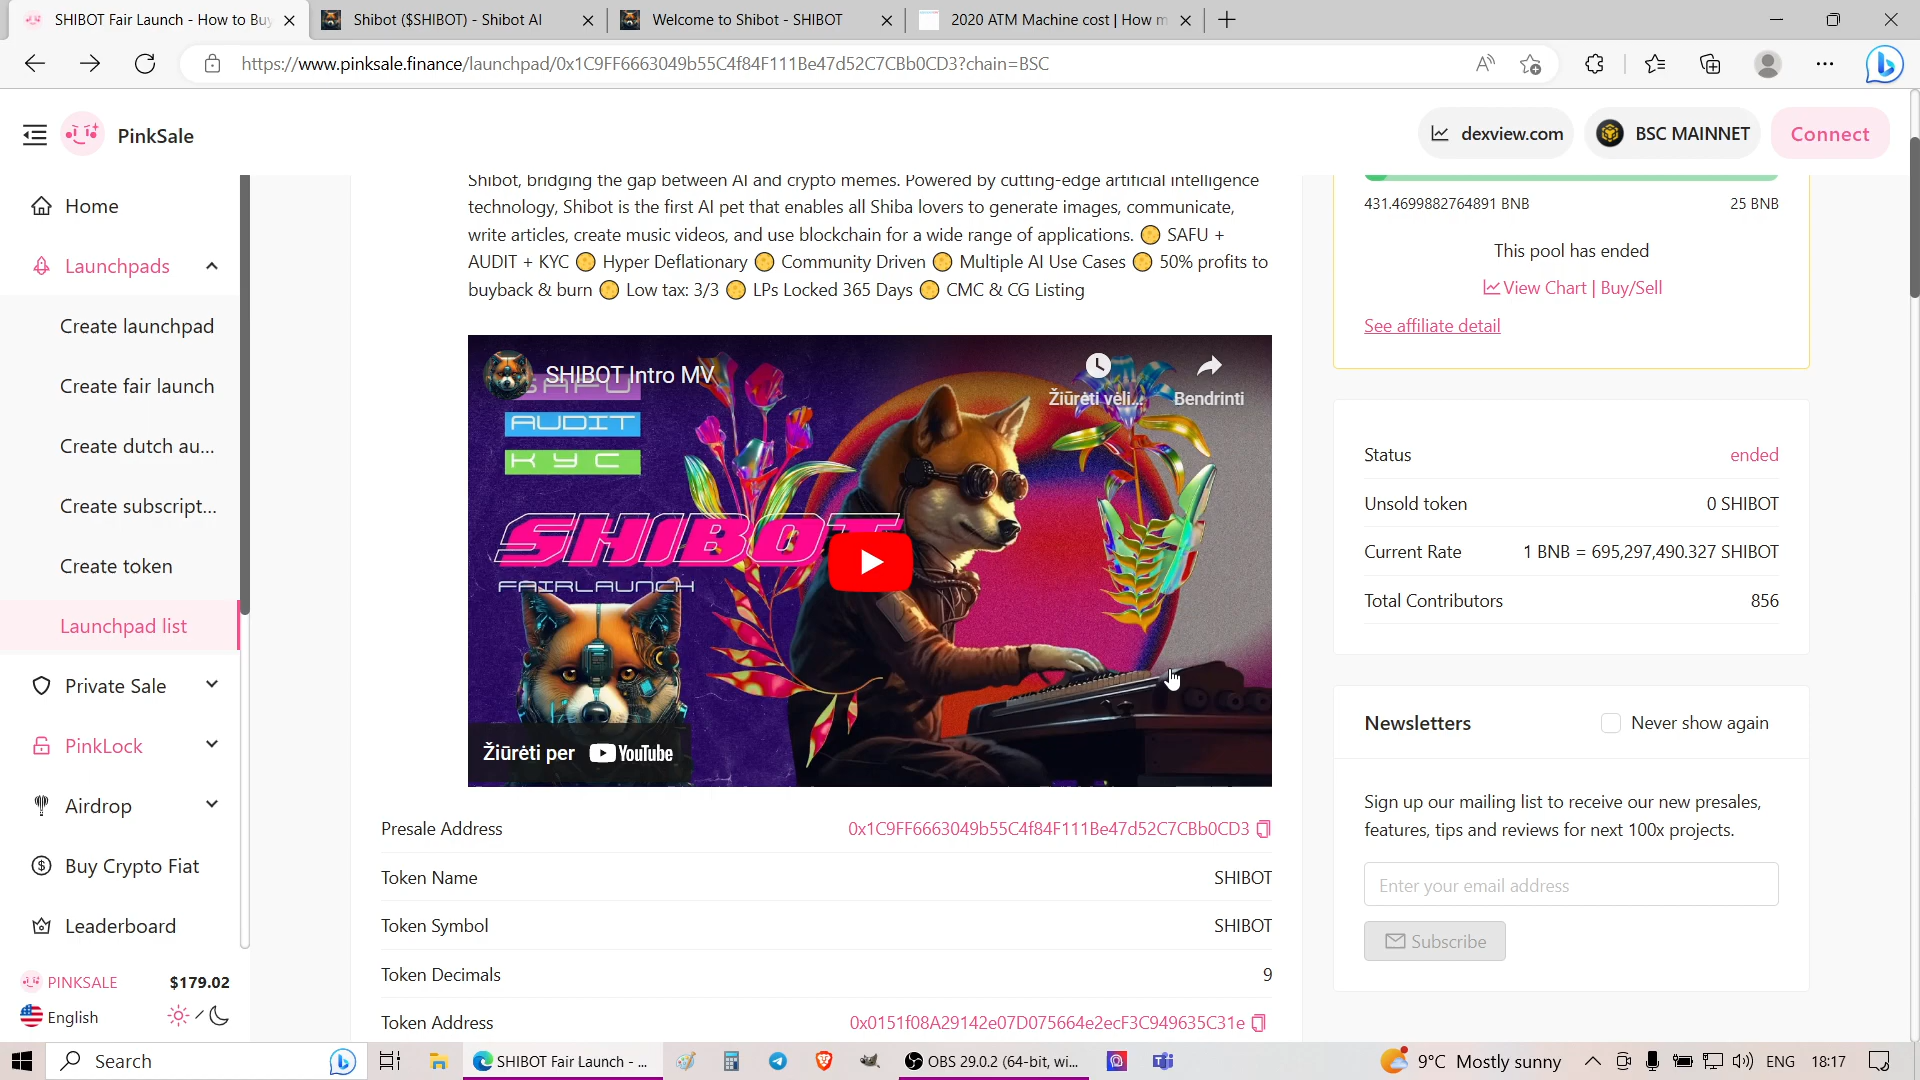 SHIBOT Fair Launch - How to Buy
Shibot ($SHIBOT) - Shibot AI
Welcome to Shibot - SHIBOT
2020 ATM Machine cost | How m
https://www.pinksale.finance/launchpad/0x1C9FF6663049b55C4f84F111Be47d52C7CBb0CD3?chain=BSC
PinkSale
dexview.com
BSC MAINNET
Connect
Home
Launchpads
Create launchpad
Create fair launch
Create dutch au...
Create subscript...
Create token
Launchpad list
Private Sale
PinkLock
Airdrop
Buy Crypto Fiat
Leaderboard
PINKSALE $179.02
English
Shibot, bridging the gap between AI and crypto memes. Powered by cutting-edge artificial intelligence
technology, Shibot is the first AI pet that enables all Shiba lovers to generate images, communicate,
write articles, create music videos, and use blockchain for a wide range of applications. 🟡 SAFU +
AUDIT + KYC 🟡 Hyper Deflationary 🟡 Community Driven 🟡 Multiple AI Use Cases 🟡 50% profits to
buyback & burn 🟡 Low tax: 3/3 🟡 LPs Locked 365 Days 🟡 CMC & CG Listing
SHIBOT Intro MV
Žiūrėti vėli...
Bendrinti
SAFU
AUDIT
KYC
SHIBOT
FAIRLAUNCH
Žiūrėti per YouTube
Presale Address 0x1C9FF6663049b55C4f84F111Be47d52C7CBb0CD3
Token Name SHIBOT
Token Symbol SHIBOT
Token Decimals 9
Token Address 0x0151f08A29142e07D075664e2ecF3C949635C31e
431.4699882764891 BNB 25 BNB
This pool has ended
View Chart | Buy/Sell
See affiliate detail
Status ended
Unsold token 0 SHIBOT
Current Rate 1 BNB = 695,297,490.327 SHIBOT
Total Contributors 856
Newsletters
Never show again
Sign up our mailing list to receive our new presales,
features, tips and reviews for next 100x projects.
Enter your email address
Subscribe
Search
SHIBOT Fair Launch - ...
OBS 29.0.2 (64-bit, wi...
9°C Mostly sunny
ENG
18:17